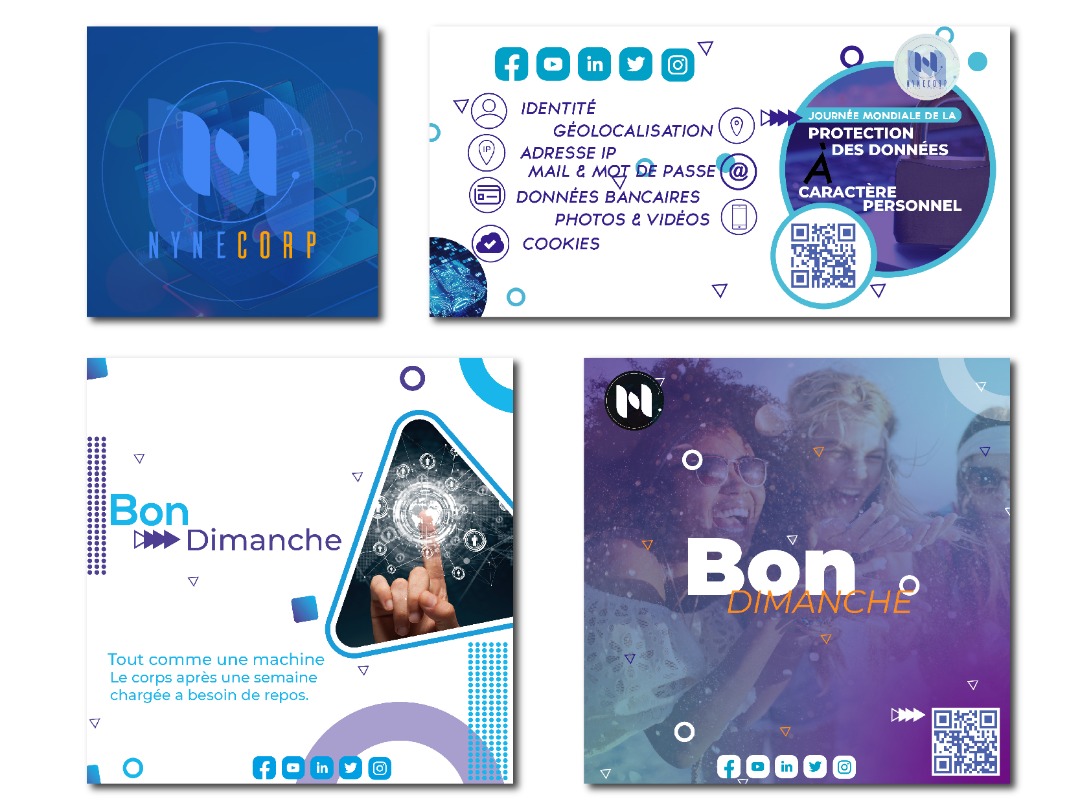 NYNECORP
IDENTITÉ
GÉOLOCALISATION
IP
ADRESSE IP
MAIL & MOT DE PASSE
@
DONNÉES BANCAIRES
PHOTOS & VIDÉOS
COOKIES
NYNECORP
JOURNÉE MONDIALE DE LA
PROTECTION
DES DONNÉES
À
CARACTÈRE
PERSONNEL
Bon
Dimanche
Tout comme une machine
Le corps après une semaine
chargée a besoin de repos.
Bon
DIMANCHE